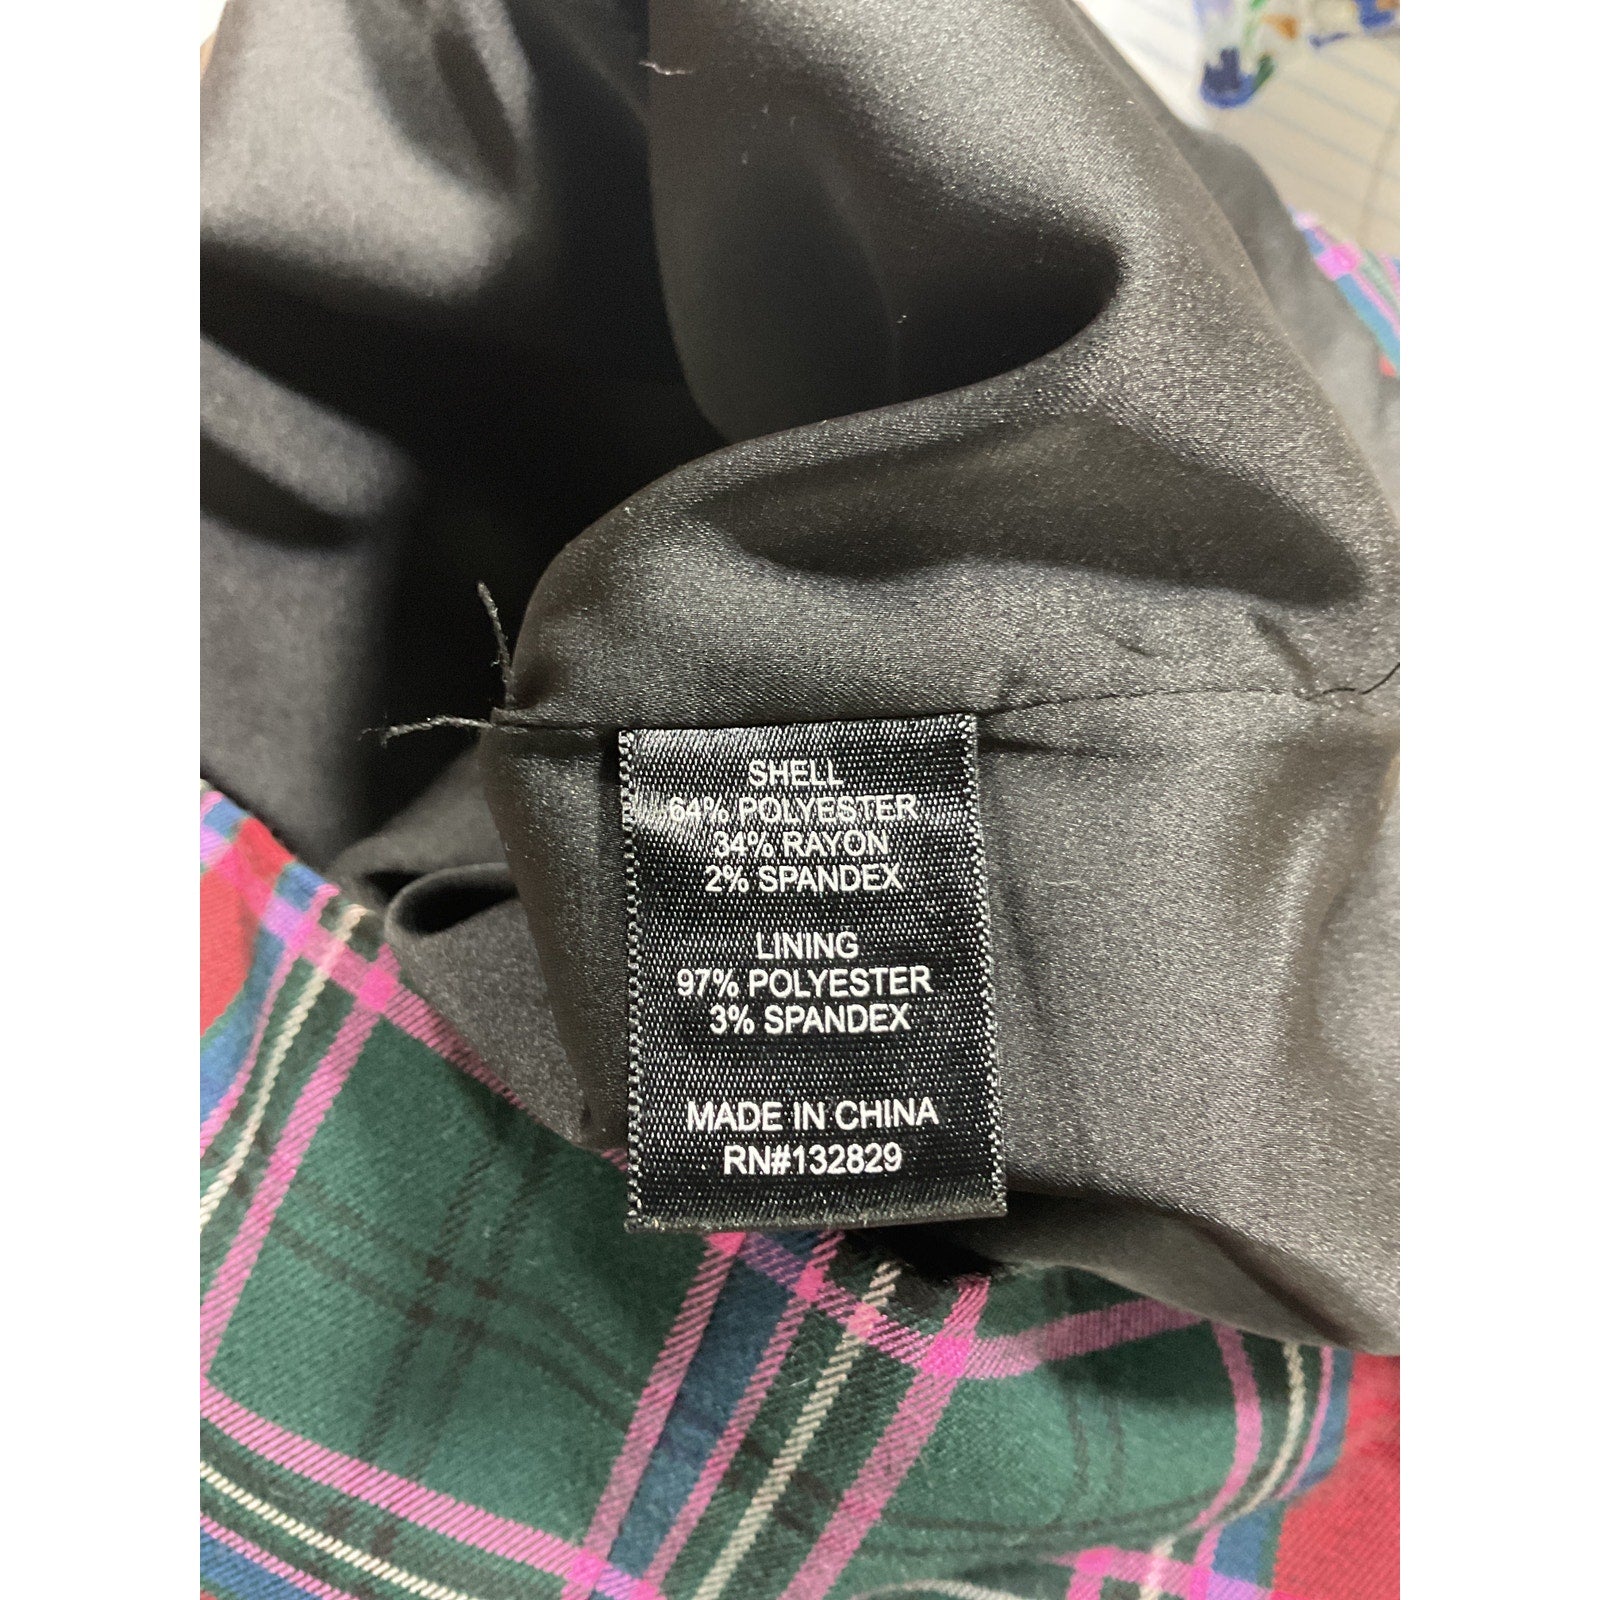 SHELL
64% POLYESTER
34% RAYON
2% SPANDEX
LINING
97% POLYESTER
3% SPANDEX
MADE IN CHINA
RN#132829